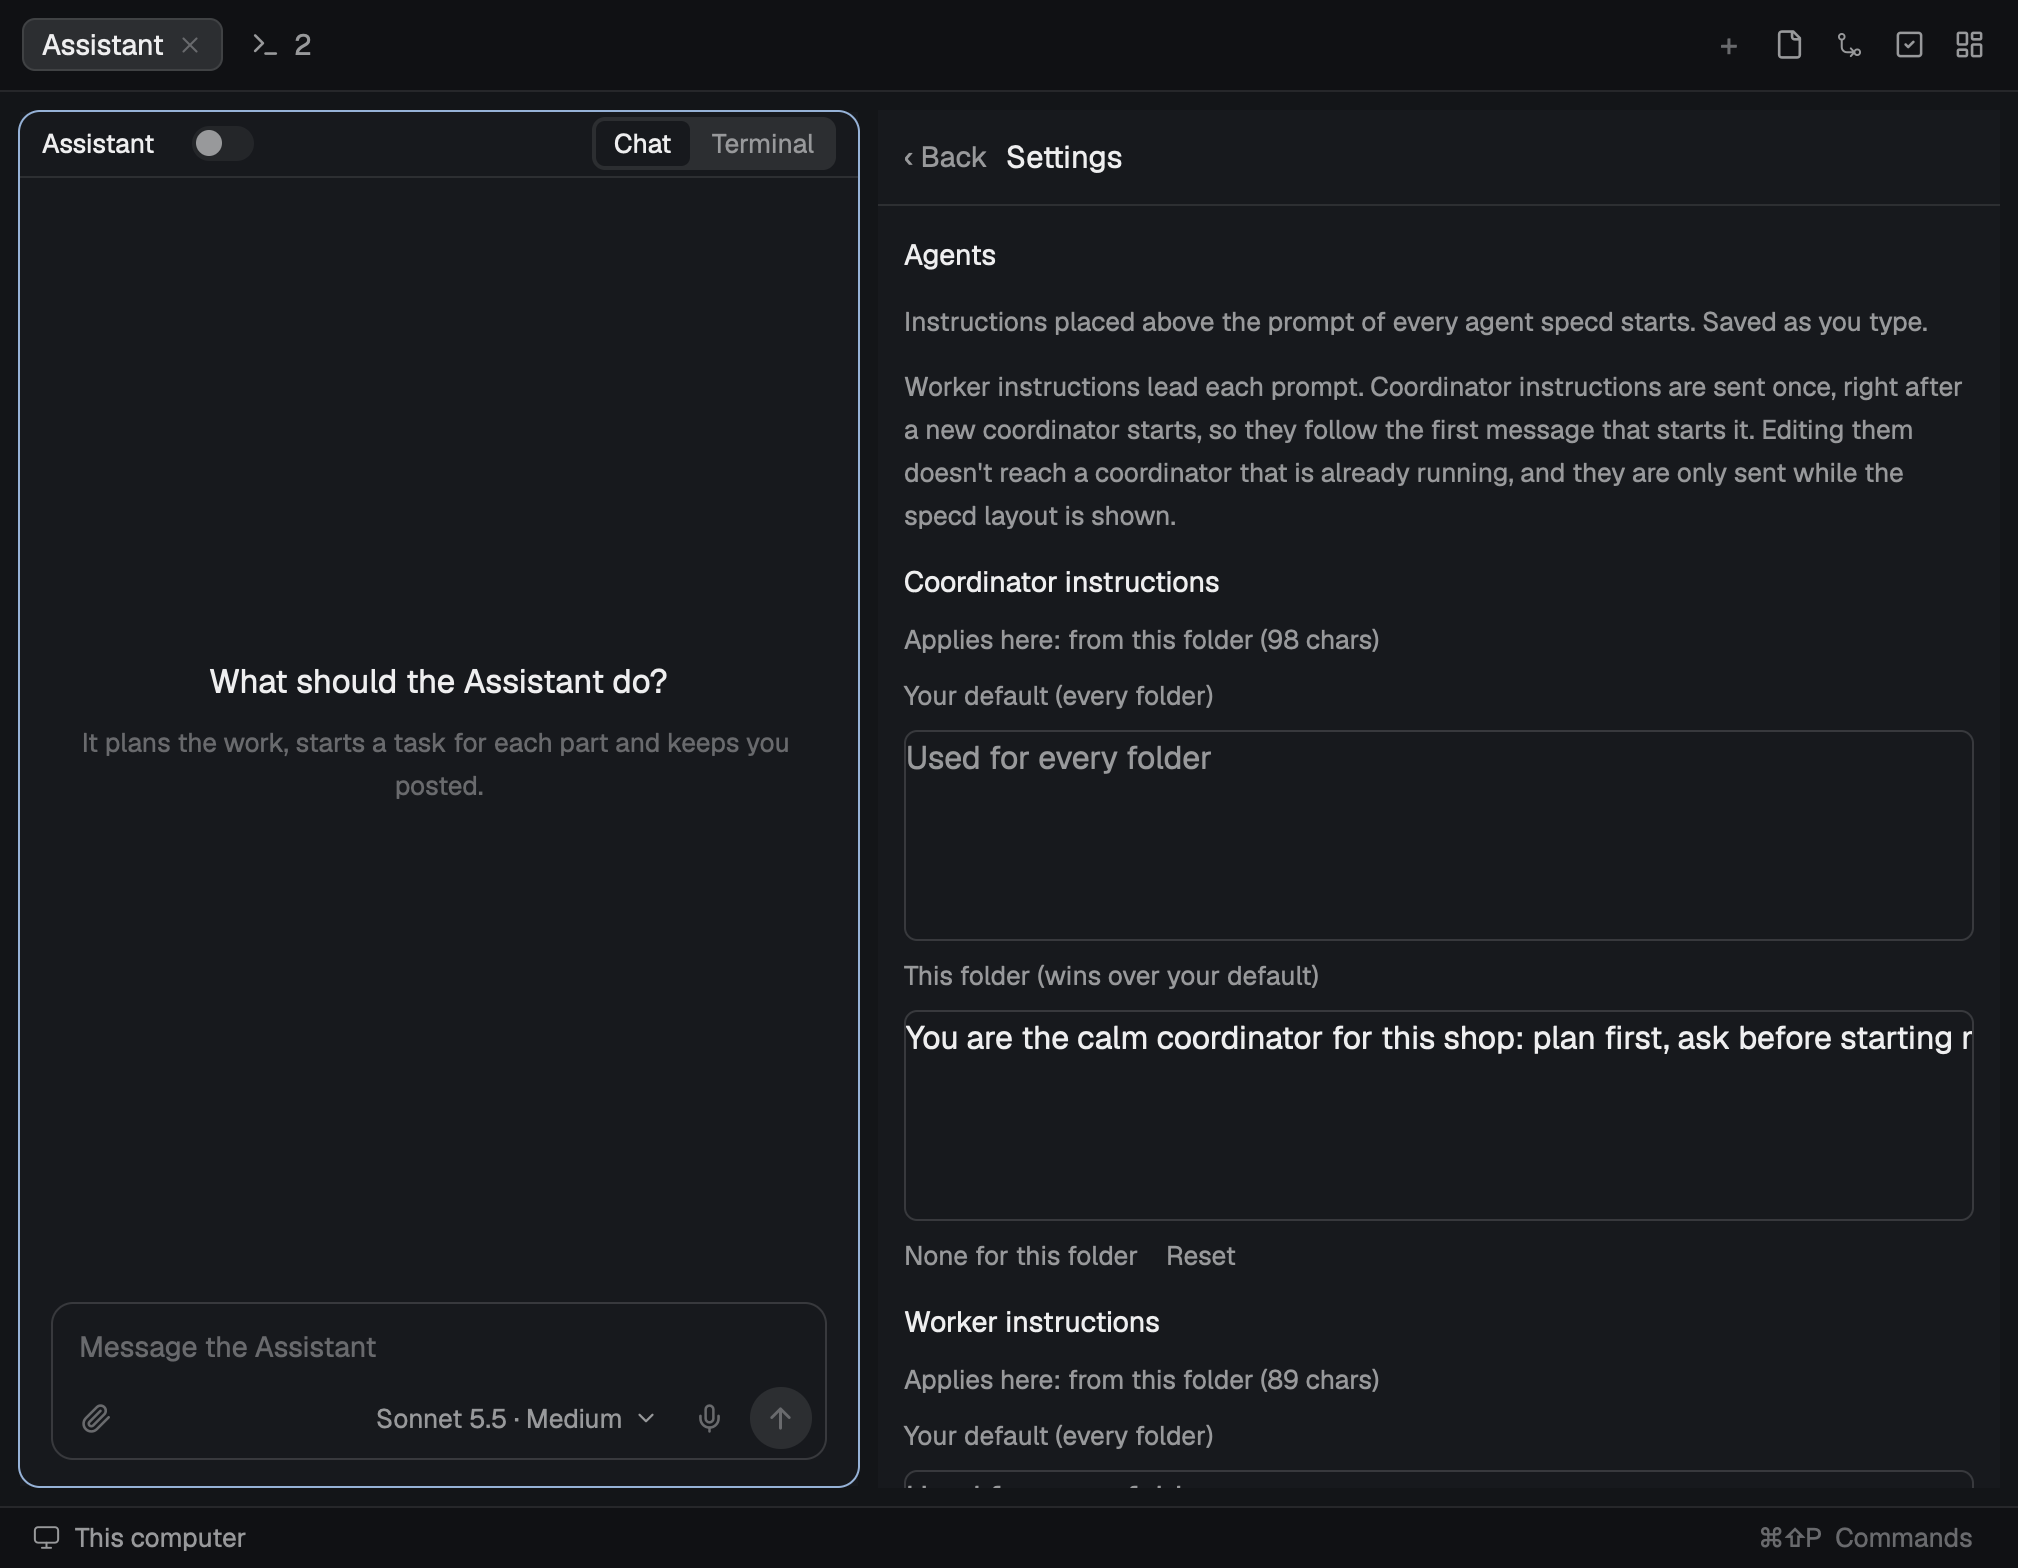 Assistant
2
Assistant
Chat
Terminal
What should the Assistant do?
It plans the work, starts a task for each part and keeps you
posted.
Message the Assistant
Sonnet 5.5 · Medium
‹ Back Settings
Agents
Instructions placed above the prompt of every agent specd starts. Saved as you type.
Worker instructions lead each prompt. Coordinator instructions are sent once, right after
a new coordinator starts, so they follow the first message that starts it. Editing them
doesn't reach a coordinator that is already running, and they are only sent while the
specd layout is shown.
Coordinator instructions
Applies here: from this folder (98 chars)
Your default (every folder)
Used for every folder
This folder (wins over your default)
You are the calm coordinator for this shop: plan first, ask before starting
None for this folder Reset
Worker instructions
Applies here: from this folder (89 chars)
Your default (every folder)
This computer
⌘⇧P Commands